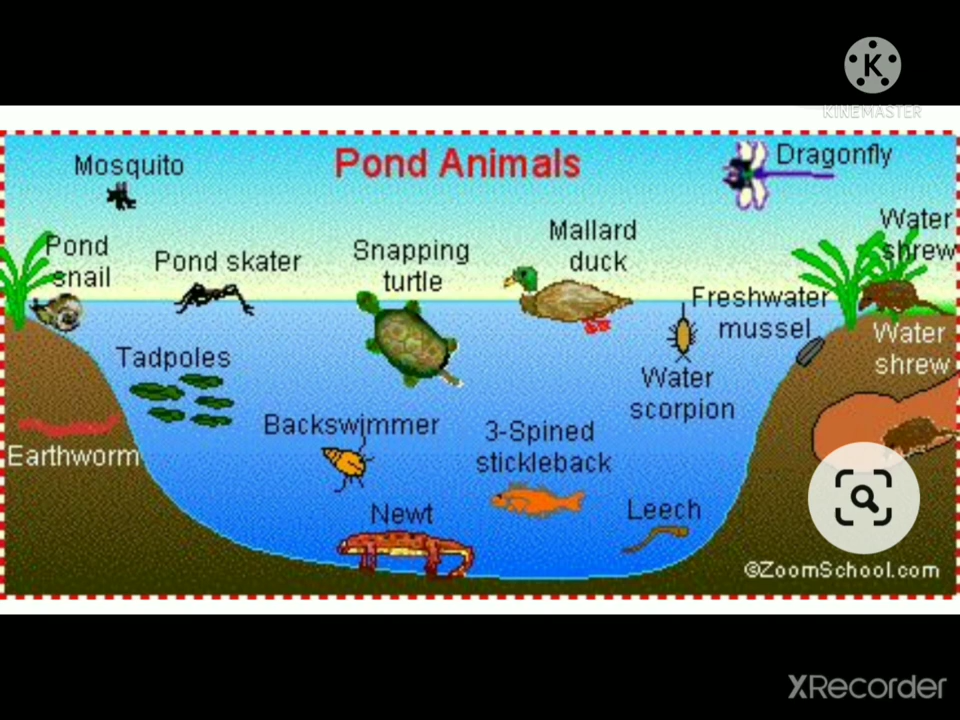 K
KINEMASTER
Mosquito
Pond Animals
Dragonfly
Pond
snail
Pond skater
Snapping
turtle
Mallard
duck
Water
shrew
Freshwater
mussel
Water
shrew
Tadpoles
Water
scorpion
Backswimmer
3-Spined
stickleback
Earthworm
Newt
Leech
©ZoomSchool.com
XRecorder